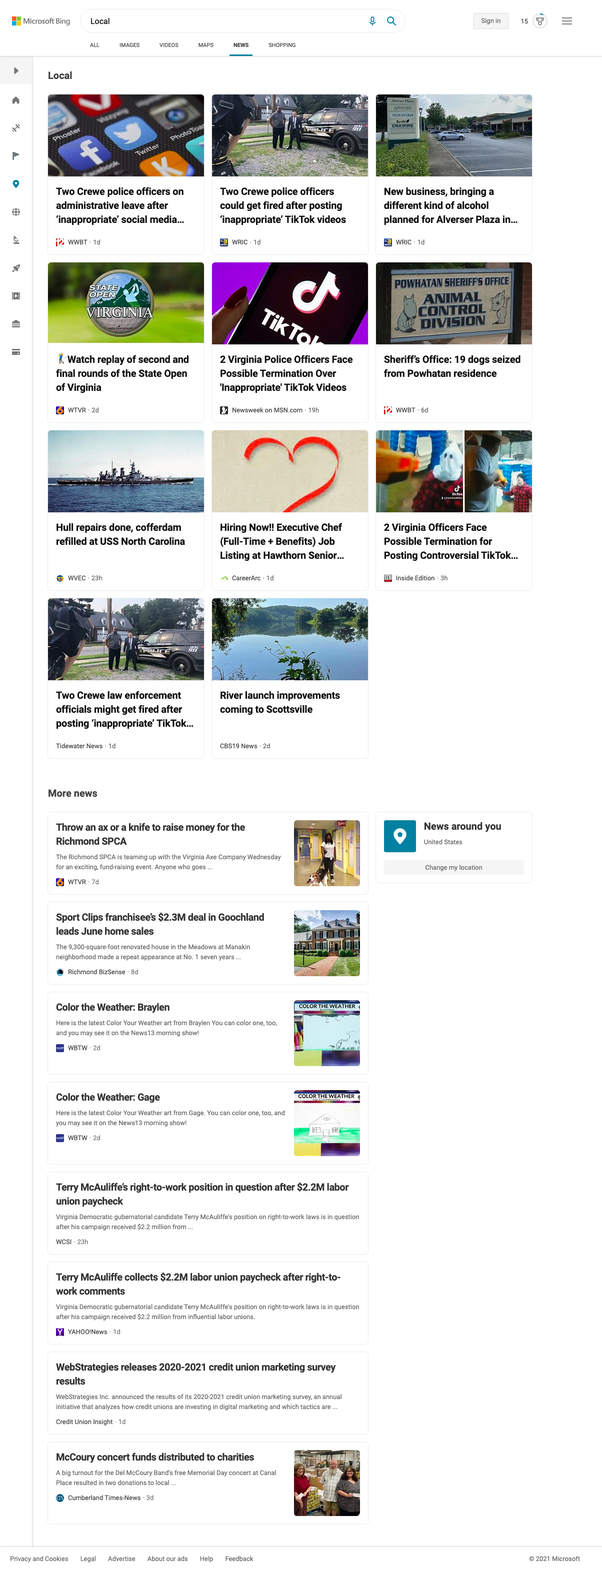 Microsoft Bing
Local
Sign in
15
ALL
IMAGES
VIDEOS
MAPS
NEWS
SHOPPING
Local
Phoster
Vayyeng
Facebook
Twitter
PhotoTo
Two Crewe police officers on
administrative leave after
‘inappropriate’ social media...
WWBT · 1d
POLICE
Two Crewe police officers
could get fired after posting
‘inappropriate’ TikTok videos
WRIC · 1d
New business, bringing a
different kind of alcohol
planned for Alverser Plaza in...
WRIC · 1d
STATE
OPEN
OF
VIRGINIA
Watch replay of second and
final rounds of the State Open
of Virginia
WTVR · 2d
TikTok
2 Virginia Police Officers Face
Possible Termination Over
'Inappropriate' TikTok Videos
Newsweek on MSN.com · 19h
POWHATAN SHERIFF'S OFFICE
ANIMAL
CONTROL
DIVISION
Sheriff’s Office: 19 dogs seized
from Powhatan residence
WWBT · 6d
Hull repairs done, cofferdam
refilled at USS North Carolina
WVEC · 23h
Hiring Now!! Executive Chef
(Full-Time + Benefits) Job
Listing at Hawthorn Senior...
CareerArc · 1d
2 Virginia Officers Face
Possible Termination for
Posting Controversial TikTok...
Inside Edition · 3h
Two Crewe law enforcement
officials might get fired after
posting ‘inappropriate’ TikTok...
Tidewater News · 1d
River launch improvements
coming to Scottsville
CBS19 News · 2d
More news
Throw an ax or a knife to raise money for the
Richmond SPCA
The Richmond SPCA is teaming up with the Virginia Axe Company Wednesday
for an exciting, fund-raising event. Anyone who goes ...
WTVR · 7d
News around you
United States
Change my location
Sport Clips franchisee’s $2.3M deal in Goochland
leads June home sales
The 9,300-square-foot renovated house in the Meadows at Manakin
neighborhood made a repeat appearance at No. 1 seven years ...
Richmond BizSense · 8d
Color the Weather: Braylen
Here is the latest Color Your Weather art from Braylen You can color one, too,
and you may see it on the News13 morning show!
WBTW · 2d
COLOR THE WEATHER
Color the Weather: Gage
Here is the latest Color Your Weather art from Gage. You can color one, too, and
you may see it on the News13 morning show!
WBTW · 2d
COLOR THE WEATHER
Terry McAuliffe’s right-to-work position in question after $2.2M labor
union paycheck
Virginia Democratic gubernatorial candidate Terry McAuliffe's position on right-to-work laws is in question
after his campaign received $2.2 million from ...
WCSI · 23h
Terry McAuliffe collects $2.2M labor union paycheck after right-to-
work comments
Virginia Democratic gubernatorial candidate Terry McAuliffe's position on right-to-work laws is in question
after his campaign received $2.2 million from influential labor unions.
YAHOO!News · 1d
WebStrategies releases 2020-2021 credit union marketing survey
results
WebStrategies Inc. announced the results of its 2020-2021 credit union marketing survey, an annual
initiative that analyzes how credit unions are investing in digital marketing and which tactics are ...
Credit Union Insight · 1d
McCoury concert funds distributed to charities
A big turnout for the Del McCoury Band's free Memorial Day concert at Canal
Place resulted in two donations to local ...
Cumberland Times-News · 3d
Privacy and Cookies
Legal
Advertise
About our ads
Help
Feedback
© 2021 Microsoft